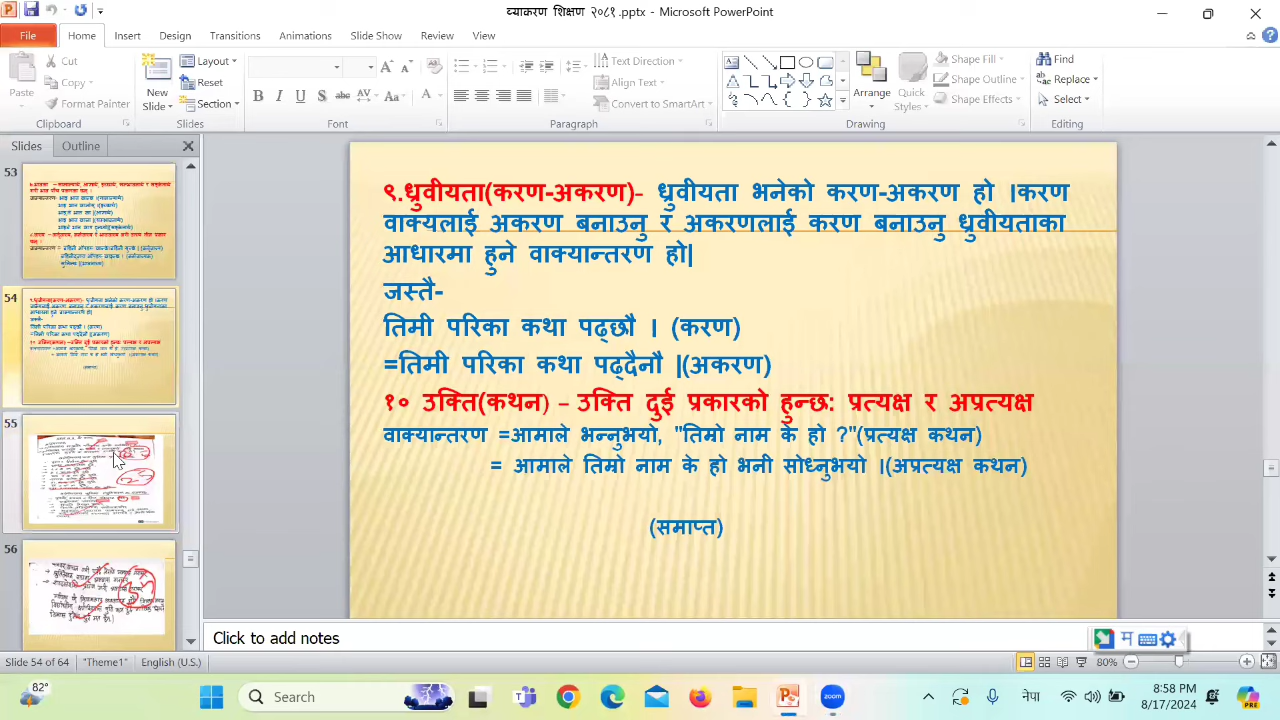 व्याकरण शिक्षण २०८१.pptx - Microsoft PowerPoint
File Home Insert Design Transitions Animations Slide Show Review View
Cut
Copy
Format Painter
Paste
Clipboard
New Slide
Layout
Reset
Section
Slides
Font
Text Direction
Align Text
Convert to SmartArt
Paragraph
Arrange
Quick Styles
Shape Fill
Shape Outline
Shape Effects
Drawing
Find
Replace
Select
Editing
Slides Outline
53
54
55
56
९.ध्रुवीयता(करण-अकरण)- ध्रुवीयता भनेको करण-अकरण हो ।करण
वाक्यलाई अकरण बनाउनु र अकरणलाई करण बनाउनु ध्रुवीयताका
आधारमा हुने वाक्यान्तरण हो|
जस्तै-
तिमी परिका कथा पढ्छौ । (करण)
=तिमी परिका कथा पढ्दैनौ |(अकरण)
१० उक्ति(कथन) – उक्ति दुई प्रकारको हुन्छ: प्रत्यक्ष र अप्रत्यक्ष
वाक्यान्तरण =आमाले भन्नुभयो, "तिम्रो नाम के हो ?"(प्रत्यक्ष कथन)
= आमाले तिम्रो नाम के हो भनी सोध्नुभयो ।(अप्रत्यक्ष कथन)
(समाप्त)
Click to add notes
Slide 54 of 64 "Theme1" English (U.S.) 80%
82°
Search
zoom
नेपा
8:58 PM
8/17/2024